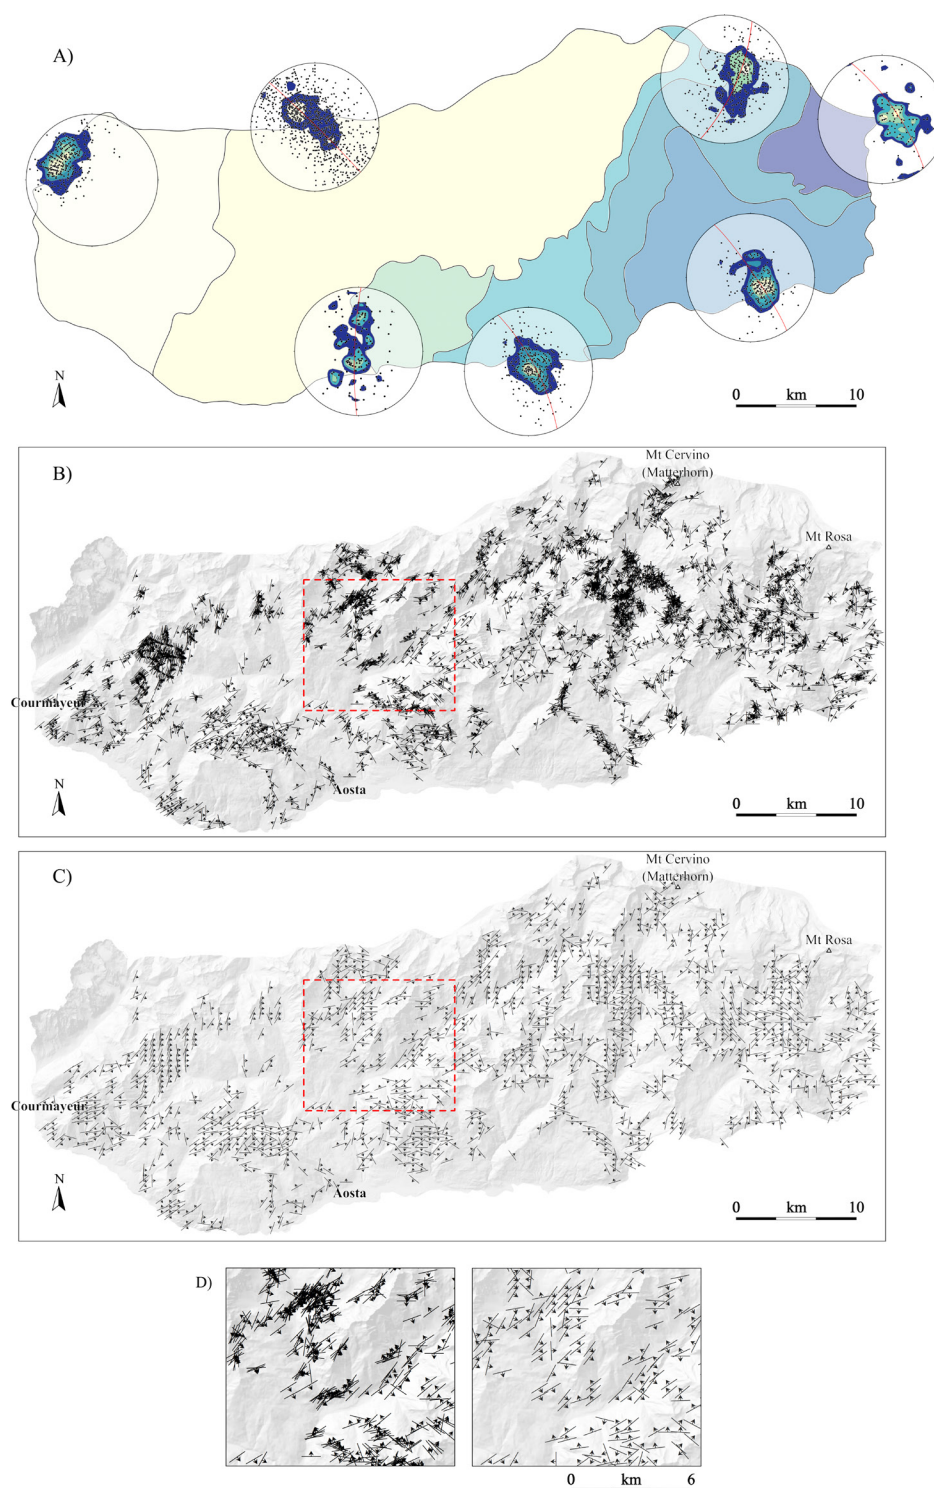 A)
N
0 km 10
B)
Mt Cervino
(Matterhorn)
Mt Rosa
Courmayeur
N
Aosta
0 km 10
C)
Mt Cervino
(Matterhorn)
Mt Rosa
Courmayeur
N
Aosta
0 km 10
D)
0 km 6